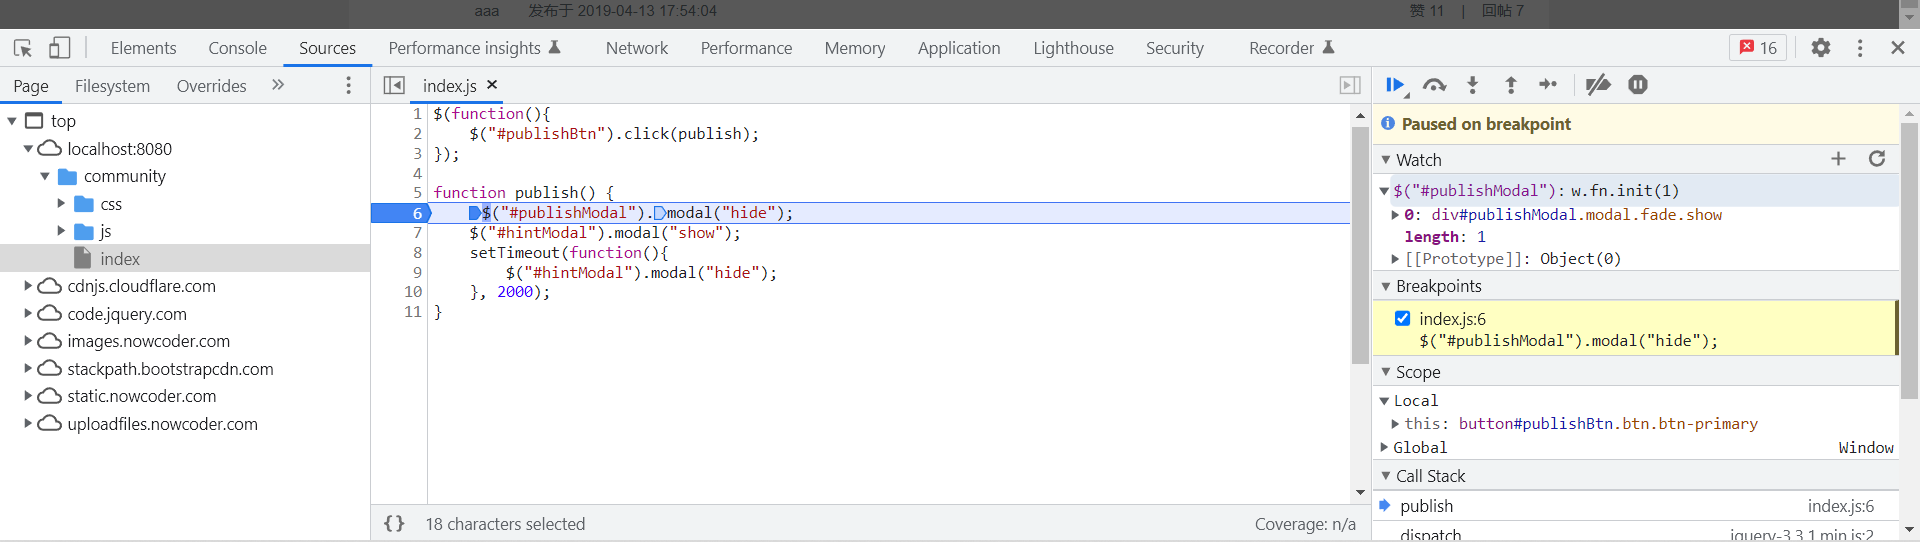 aaa 发布于 2019-04-13 17:54:04 赞 11 | 回帖 7
Elements Console Sources Performance insights Network Performance Memory Application Lighthouse Security Recorder 16
Page Filesystem Overrides »
index.js ×
top
localhost:8080
community
css
js
index
cdnjs.cloudflare.com
code.jquery.com
images.nowcoder.com
stackpath.bootstrapcdn.com
static.nowcoder.com
uploadfiles.nowcoder.com
1 $(function(){
2 $("#publishBtn").click(publish);
3 });
4
5 function publish() {
6 $("#publishModal").modal("hide");
7 $("#hintModal").modal("show");
8 setTimeout(function(){
9 $("#hintModal").modal("hide");
10 }, 2000);
11 }
{} 18 characters selected Coverage: n/a
Paused on breakpoint
Watch
$("#publishModal"): w.fn.init(1)
0: div#publishModal.modal.fade.show
length: 1
[[Prototype]]: Object(0)
Breakpoints
index.js:6
$("#publishModal").modal("hide");
Scope
Local
this: button#publishBtn.btn.btn-primary
Global Window
Call Stack
publish index.js:6
dispatch jquery-3.3.1.min.js:2